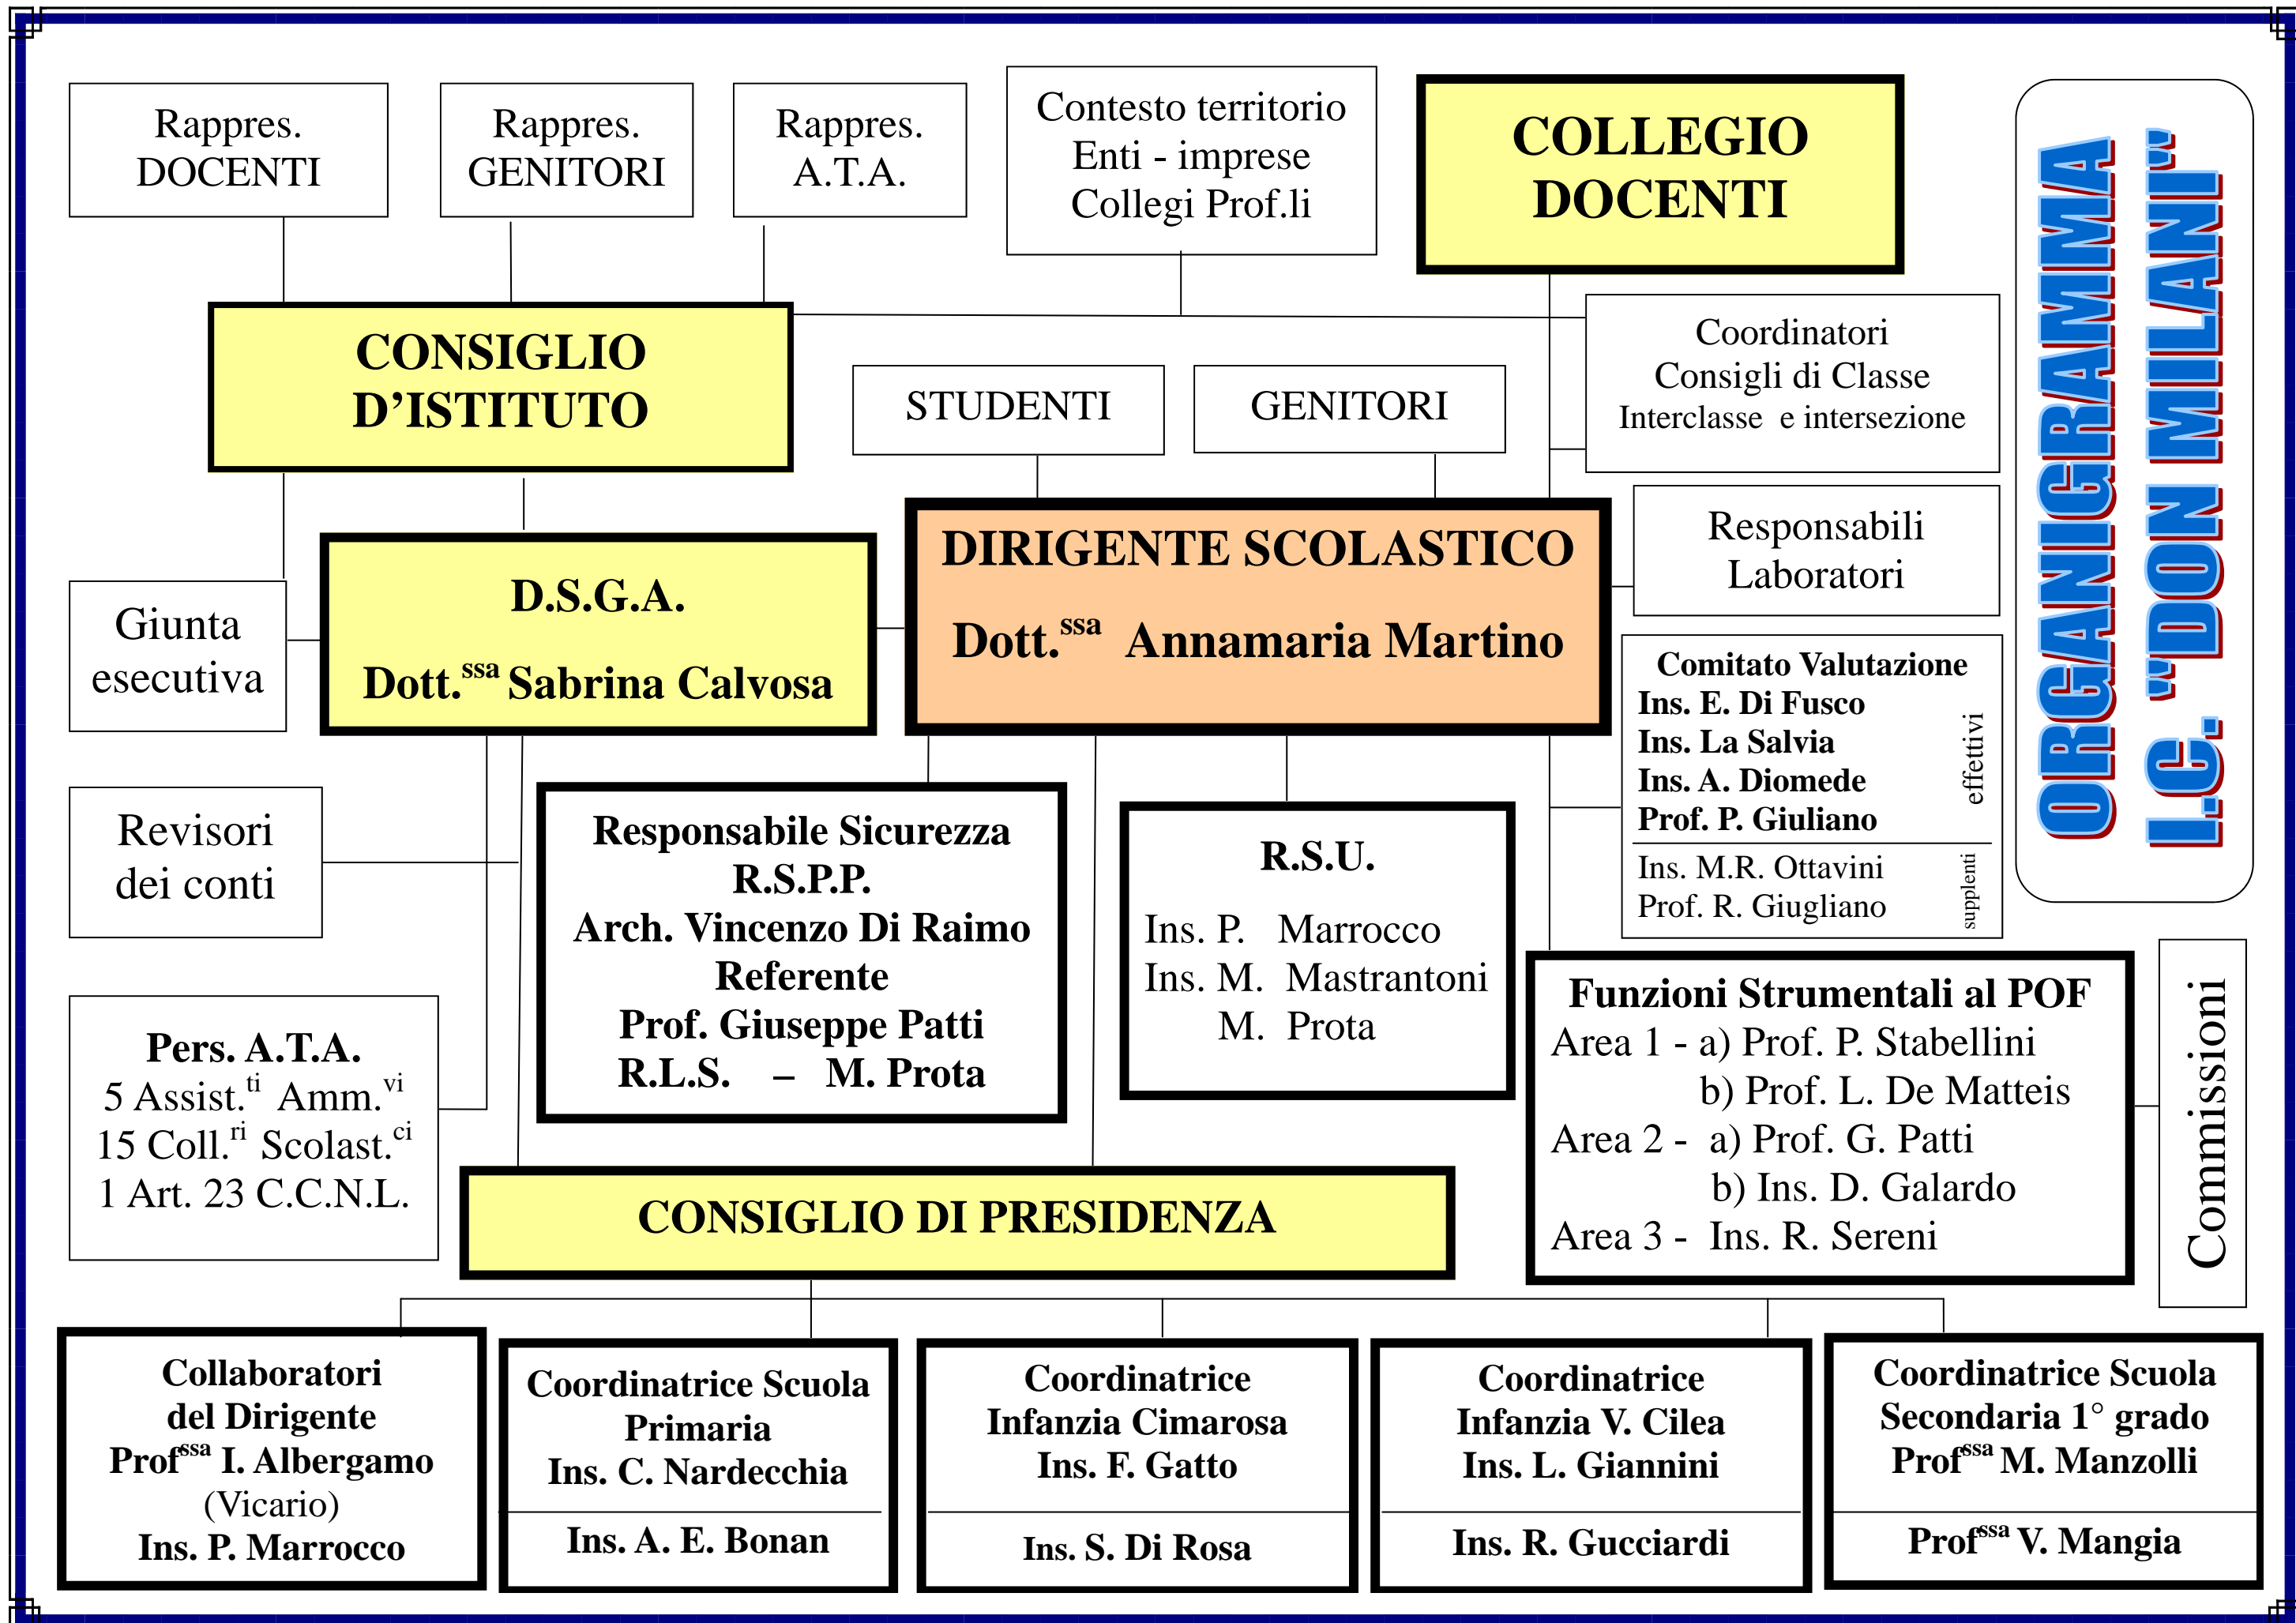 Rappres.
DOCENTI
Rappres.
GENITORI
Rappres.
A.T.A.
Contesto territorio
Enti - imprese
Collegi Prof.li
COLLEGIO
DOCENTI
ORGANIGRAMMA
I.C. "DON MILANI"
CONSIGLIO
D’ISTITUTO
Coordinatori
Consigli di Classe
Interclasse e intersezione
STUDENTI
GENITORI
Responsabili
Laboratori
DIRIGENTE SCOLASTICO
Dott.ssa Annamaria Martino
D.S.G.A.
Dott.ssa Sabrina Calvosa
Giunta
esecutiva
Comitato Valutazione
Ins. E. Di Fusco
Ins. La Salvia
Ins. A. Diomede
Prof. P. Giuliano
effettivi
Ins. M.R. Ottavini
Prof. R. Giugliano
supplenti
Revisori
dei conti
Responsabile Sicurezza
R.S.P.P.
Arch. Vincenzo Di Raimo
Referente
Prof. Giuseppe Patti
R.L.S. – M. Prota
R.S.U.
Ins. P. Marrocco
Ins. M. Mastrantoni
M. Prota
Funzioni Strumentali al POF
Area 1 - a) Prof. P. Stabellini
b) Prof. L. De Matteis
Area 2 - a) Prof. G. Patti
b) Ins. D. Galardo
Area 3 - Ins. R. Sereni
Commissioni
Pers. A.T.A.
5 Assist.ti Amm.vi
15 Coll.ri Scolast.ci
1 Art. 23 C.C.N.L.
CONSIGLIO DI PRESIDENZA
Collaboratori
del Dirigente
Profssa I. Albergamo
(Vicario)
Ins. P. Marrocco
Coordinatrice Scuola
Primaria
Ins. C. Nardecchia
Ins. A. E. Bonan
Coordinatrice
Infanzia Cimarosa
Ins. F. Gatto
Ins. S. Di Rosa
Coordinatrice
Infanzia V. Cilea
Ins. L. Giannini
Ins. R. Gucciardi
Coordinatrice Scuola
Secondaria 1° grado
Profssa M. Manzolli
Profssa V. Mangia